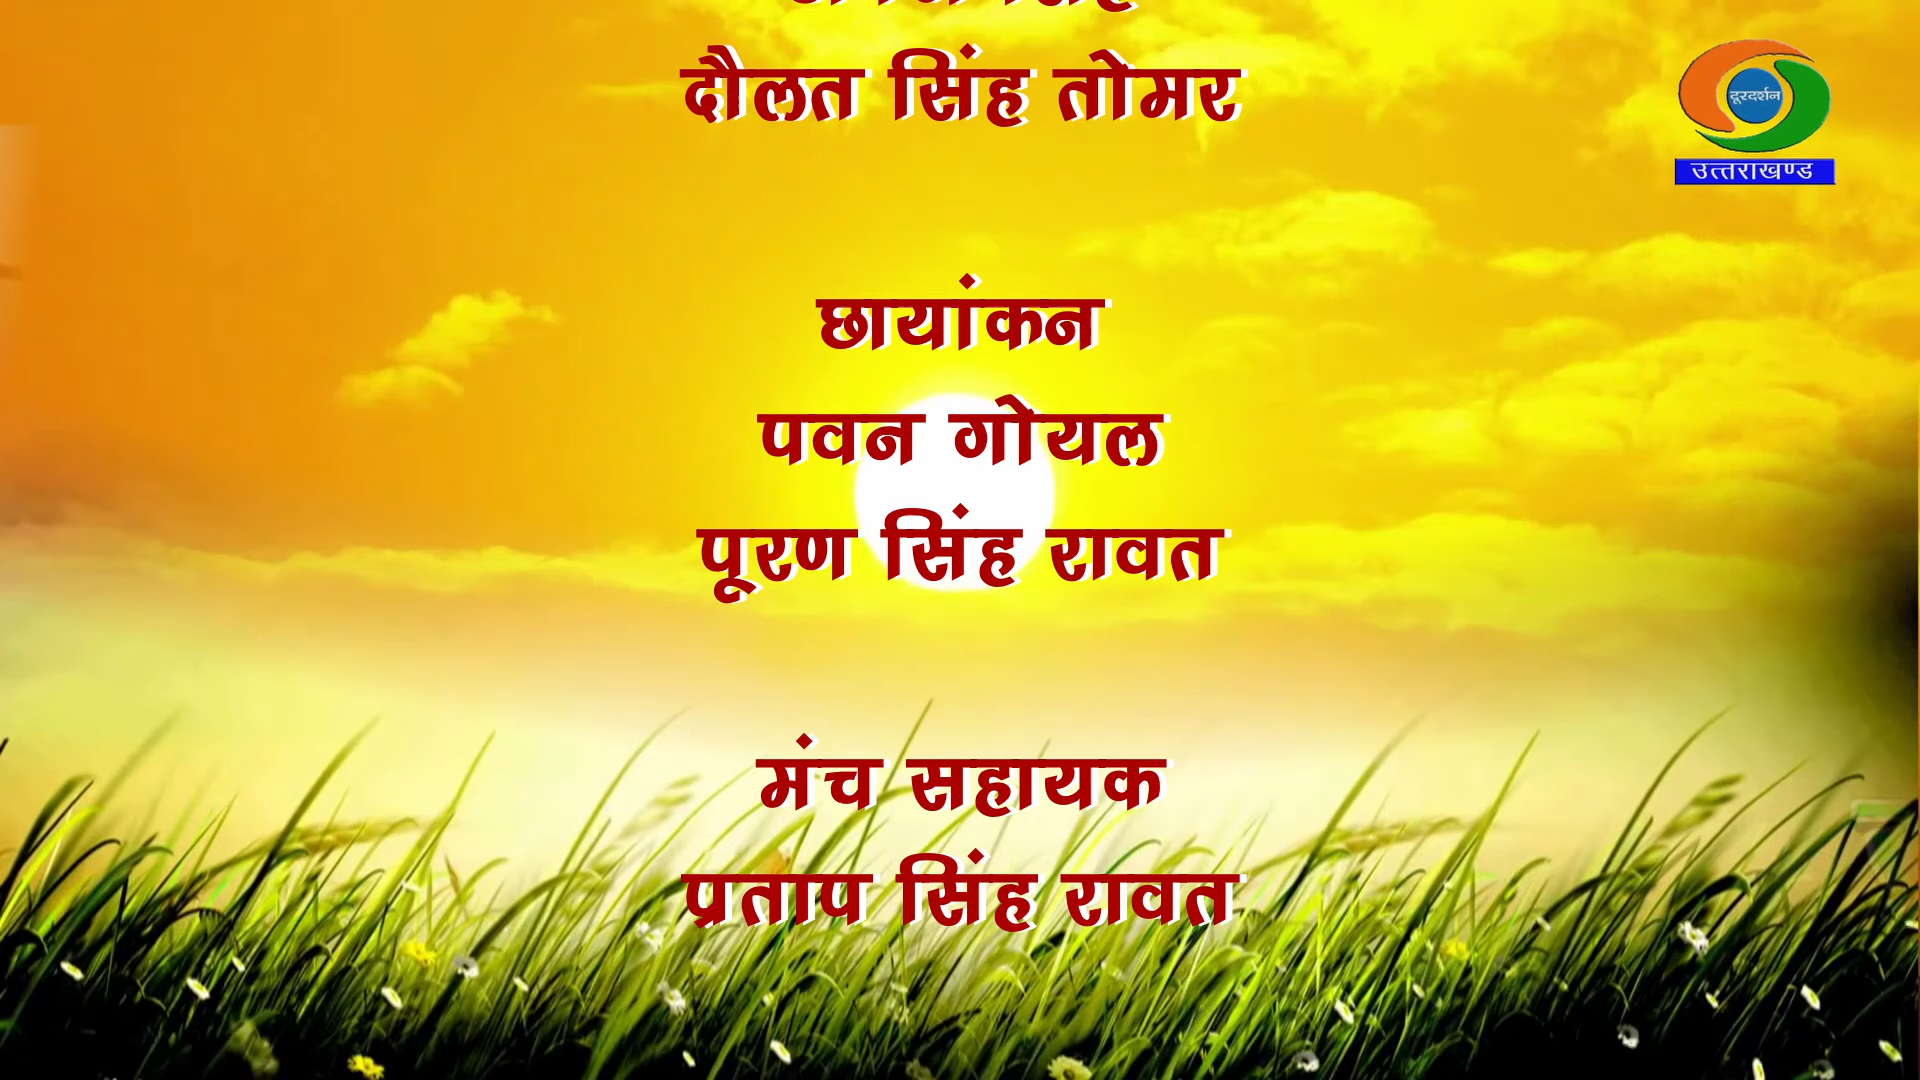 दौलत सिंह तोमर
दूरदर्शन
उत्तराखण्ड
छायांकन
पवन गोयल
पूरण सिंह रावत
मंच सहायक
प्रताप सिंह रावत